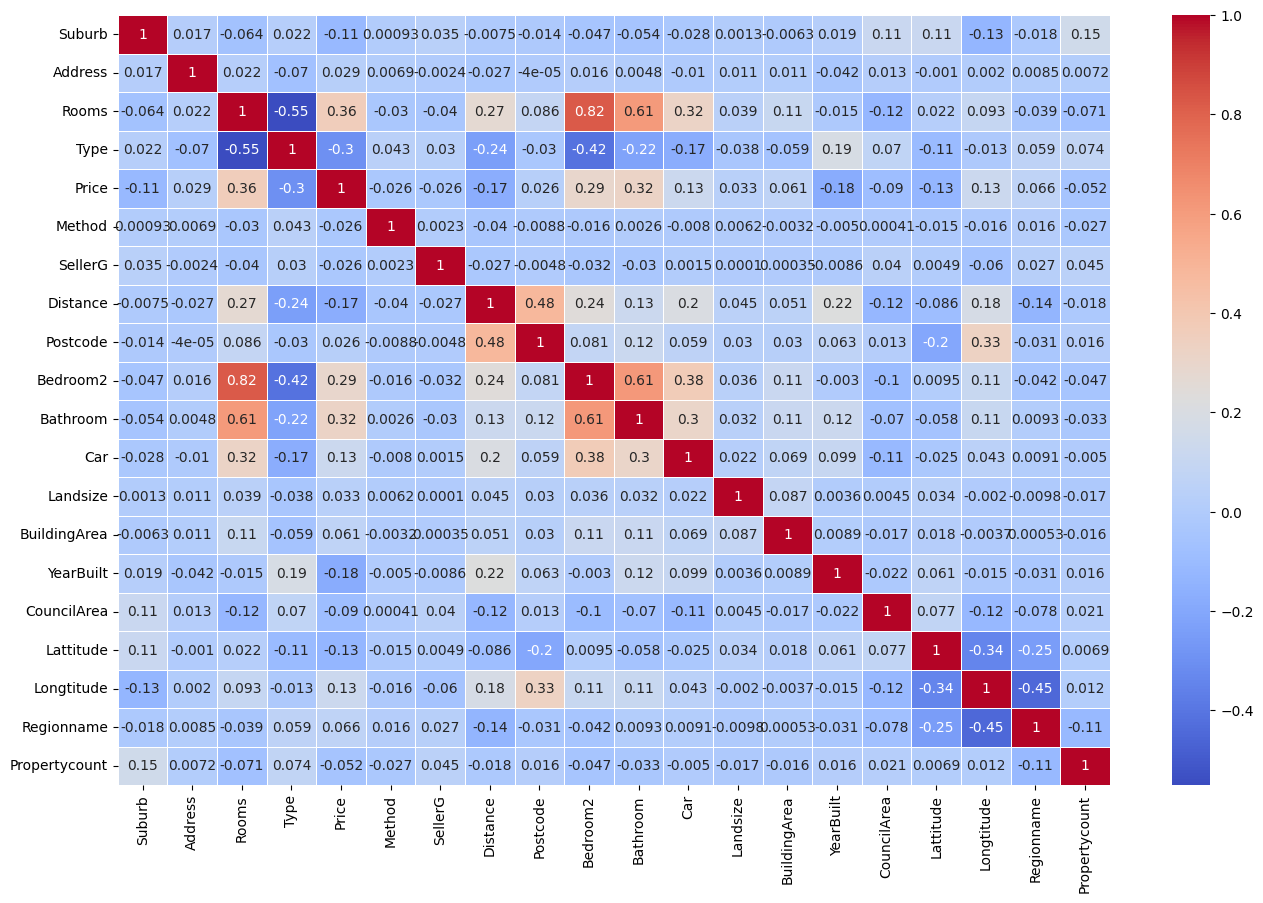 Suburb 1 0.017 -0.064 0.022 -0.11 0.00093 0.035 -0.0075 -0.014 -0.047 -0.054 -0.028 0.0013 -0.0063 0.019 0.11 0.11 -0.13 -0.018 0.15
Address 0.017 1 0.022 -0.07 0.029 0.0069 -0.0024 -0.027 -4e-05 0.016 0.0048 -0.01 0.011 0.011 -0.042 0.013 -0.001 0.002 0.0085 0.0072
Rooms -0.064 0.022 1 -0.55 0.36 -0.03 -0.04 0.27 0.086 0.82 0.61 0.32 0.039 0.11 -0.015 -0.12 0.022 0.093 -0.039 -0.071
Type 0.022 -0.07 -0.55 1 -0.3 0.043 0.03 -0.24 -0.03 -0.42 -0.22 -0.17 -0.038 -0.059 0.19 0.07 -0.11 -0.013 0.059 0.074
Price -0.11 0.029 0.36 -0.3 1 -0.026 -0.026 -0.17 0.026 0.29 0.32 0.13 0.033 0.061 -0.18 -0.09 -0.13 0.13 0.066 -0.052
Method 0.00093 0.0069 -0.03 0.043 -0.026 1 0.0023 -0.04 -0.0088 -0.016 0.0026 -0.008 0.0062 -0.0032 -0.005 0.00041 -0.015 -0.016 0.016 -0.027
SellerG 0.035 -0.0024 -0.04 0.03 -0.026 0.0023 1 -0.027 -0.0048 -0.032 -0.03 0.0015 0.0001 0.00035 -0.0086 0.04 0.0049 -0.06 0.027 0.045
Distance -0.0075 -0.027 0.27 -0.24 -0.17 -0.04 -0.027 1 0.48 0.24 0.13 0.2 0.045 0.051 0.22 -0.12 -0.086 0.18 -0.14 -0.018
Postcode -0.014 -4e-05 0.086 -0.03 0.026 -0.0088 -0.0048 0.48 1 0.081 0.12 0.059 0.03 0.03 0.063 0.013 -0.2 0.33 -0.031 0.016
Bedroom2 -0.047 0.016 0.82 -0.42 0.29 -0.016 -0.032 0.24 0.081 1 0.61 0.38 0.036 0.11 -0.003 -0.1 0.0095 0.11 -0.042 -0.047
Bathroom -0.054 0.0048 0.61 -0.22 0.32 0.0026 -0.03 0.13 0.12 0.61 1 0.3 0.032 0.11 0.12 -0.07 -0.058 0.11 0.0093 -0.033
Car -0.028 -0.01 0.32 -0.17 0.13 -0.008 0.0015 0.2 0.059 0.38 0.3 1 0.022 0.069 0.099 -0.11 -0.025 0.043 0.0091 -0.005
Landsize 0.0013 0.011 0.039 -0.038 0.033 0.0062 0.0001 0.045 0.03 0.036 0.032 0.022 1 0.087 0.0036 0.0045 0.034 -0.002 -0.0098 -0.017
BuildingArea -0.0063 0.011 0.11 -0.059 0.061 -0.0032 0.00035 0.051 0.03 0.11 0.11 0.069 0.087 1 0.0089 -0.017 0.018 -0.0037 0.00053 -0.016
YearBuilt 0.019 -0.042 -0.015 0.19 -0.18 -0.005 -0.0086 0.22 0.063 -0.003 0.12 0.099 0.0036 0.0089 1 -0.022 0.061 -0.015 -0.031 0.016
CouncilArea 0.11 0.013 -0.12 0.07 -0.09 0.00041 0.04 -0.12 0.013 -0.1 -0.07 -0.11 0.0045 -0.017 -0.022 1 0.077 -0.12 -0.078 0.021
Lattitude 0.11 -0.001 0.022 -0.11 -0.13 -0.015 0.0049 -0.086 -0.2 0.0095 -0.058 -0.025 0.034 0.018 0.061 0.077 1 -0.34 -0.25 0.0069
Longtitude -0.13 0.002 0.093 -0.013 0.13 -0.016 -0.06 0.18 0.33 0.11 0.11 0.043 -0.002 -0.0037 -0.015 -0.12 -0.34 1 -0.45 0.012
Regionname -0.018 0.0085 -0.039 0.059 0.066 0.016 0.027 -0.14 -0.031 -0.042 0.0093 0.0091 -0.0098 0.00053 -0.031 -0.078 -0.25 -0.45 1 -0.11
Propertycount 0.15 0.0072 -0.071 0.074 -0.052 -0.027 0.045 -0.018 0.016 -0.047 -0.033 -0.005 -0.017 -0.016 0.016 0.021 0.0069 0.012 -0.11 1
Suburb Address Rooms Type Price Method SellerG Distance Postcode Bedroom2 Bathroom Car Landsize BuildingArea YearBuilt CouncilArea Lattitude Longtitude Regionname Propertycount
1.0
0.8
0.6
0.4
0.2
0.0
−0.2
−0.4